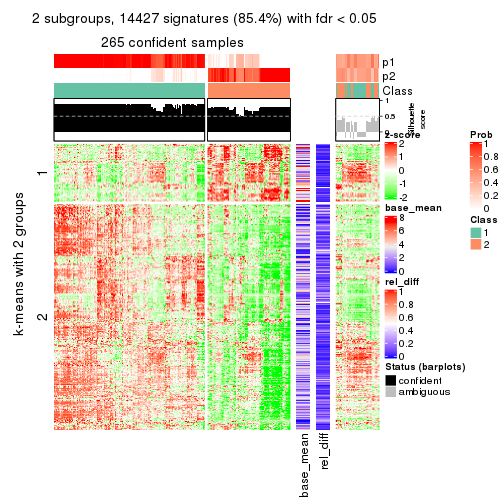 2 subgroups, 14427 signatures (85.4%) with fdr < 0.05
265 confident samples
p1
p2
Class
1
0.5
0
Silhouette
score
k-means with 2 groups
1
2
base_mean
rel_diff
z-score
2
1
0
-1
-2
base_mean
8
6
4
2
0
rel_diff
1
0.8
0.6
0.4
0.2
0
Status (barplots)
confident
ambiguous
Prob
1
0.8
0.6
0.4
0.2
0
Class
1
2